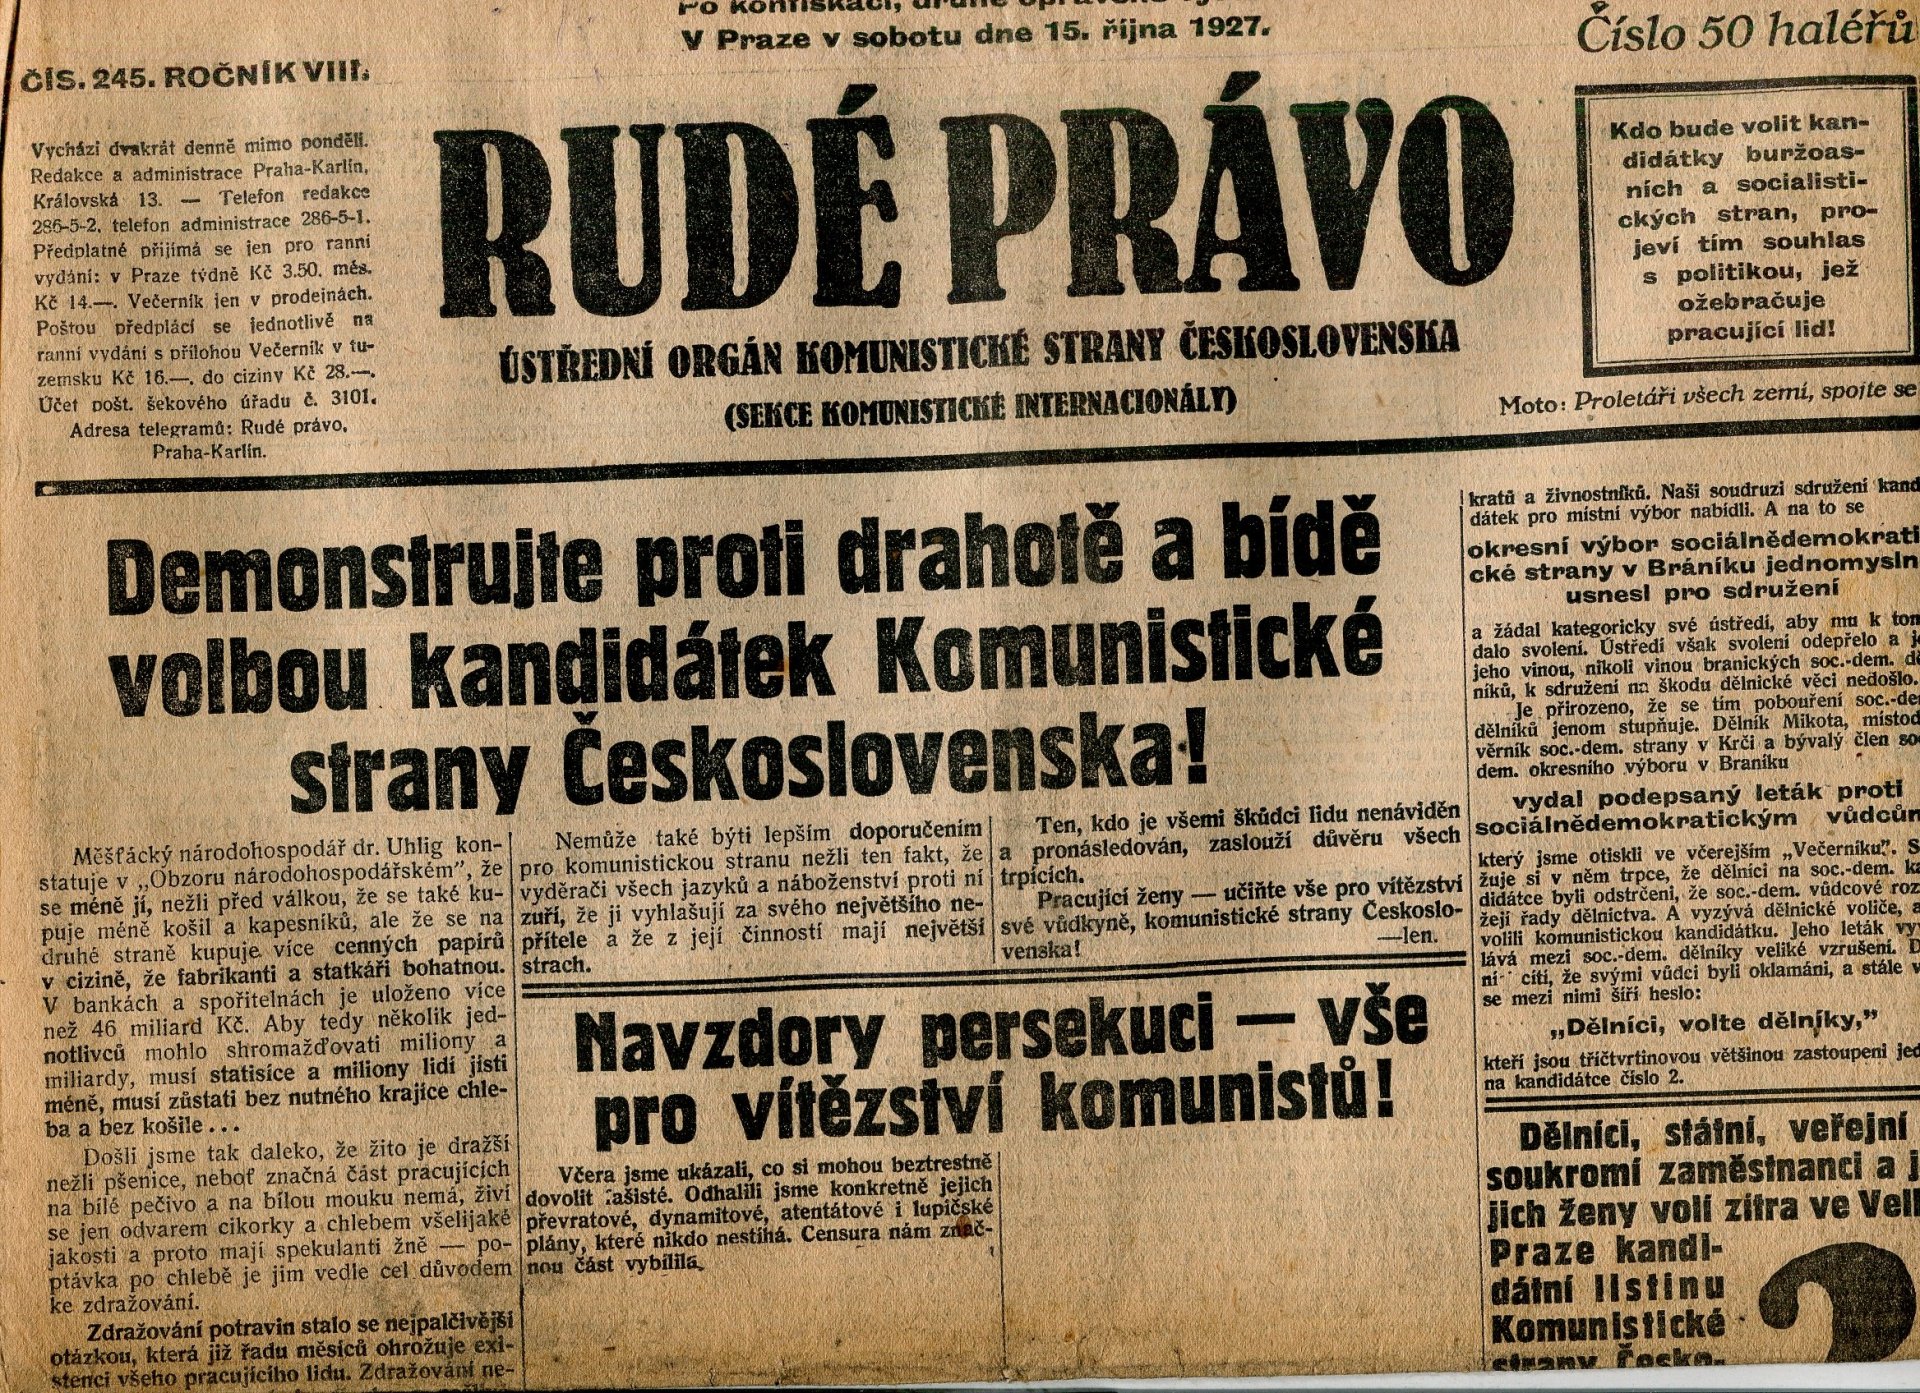 Po konfiskaci, druhé opravené
V Praze v sobotu dne 15. října 1927.
Číslo 50 haléřů
ČÍS. 245. ROČNÍK VIII.
Vychází dvakrát denně mimo pondělí.
Redakce a administrace Praha-Karlín,
Královská 13. — Telefon redakce
286-5-2, telefon administrace 286-5-1.
Předplatné přijímá se jen pro ranní
vydání: v Praze týdně Kč 3.50. měs.
Kč 14.—. Večerník jen v prodejnách.
Poštou předplácí se jednotlivě na
ranní vydání s přílohou Večerník v tu-
zemsku Kč 16.—. do ciziny Kč 28.—.
Účet pošt. šekového úřadu č. 3101.
Adresa telegramů: Rudé právo,
Praha-Karlín.
RUDÉ PRÁVO
ÚSTŘEDNÍ ORGÁN KOMUNISTICKÉ STRANY ČESKOSLOVENSKA
(SEKCE KOMUNISTICKÉ INTERNACIONÁLY)
Kdo bude volit kan-
didátky buržoas-
ních a socialisti-
ckých stran, pro-
jeví tím souhlas
s politikou, jež
ožebračuje
pracující lid!
Moto: Proletáři všech zemí, spojte se
Demonstrujte proti drahotě a bídě
volbou kandidátek Komunistické
strany Československa!
Měšťácký národohospodář dr. Uhlig kon-
statuje v „Obzoru národohospodářském”, že
se méně jí, nežli před válkou, že se také ku-
puje méně košil a kapesníků, ale že se na
druhé straně kupuje více cenných papírů
v cizině, že fabrikanti a statkáři bohatnou.
V bankách a spořitelnách je uloženo více
než 46 miliard Kč. Aby tedy několik jed-
notlivců mohlo shromažďovati miliony a
miliardy, musí statisíce a miliony lidí jísti
méně, musí zůstati bez nutného krajíce chle-
ba a bez košile...
Došli jsme tak daleko, že žito je dražší
nežli pšenice, neboť značná část pracujících
na bílé pečivo a na bílou mouku nemá, živí
se jen odvarem cikorky a chlebem všelijaké
jakosti a proto mají spekulanti žně — po-
ptávka po chlebě je jim vedle cel důvodem
ke zdražování.
Zdražování potravin stalo se nejpalčivější
otázkou, která již řadu měsíců ohrožuje exi-
stenci všeho pracujícího lidu. Zdražování ne-
Nemůže také býti lepším doporučením
pro komunistickou stranu nežli ten fakt, že
vyděrači všech jazyků a náboženství proti ní
zuří, že ji vyhlašují za svého největšího ne-
přítele a že z její činností mají největší
strach.
Ten, kdo je všemi škůdci lidu nenáviděn
a pronásledován, zaslouží důvěru všech
trpících.
Pracující ženy — učiňte vše pro vítězství
své vůdkyně, komunistické strany Českoslo-
venska!
—len.
Navzdory persekuci — vše
pro vítězství komunistů!
Včera jsme ukázali, co si mohou beztrestně
dovolit fašisté. Odhalili jsme konkretně jejich
převratové, dynamitové, atentátové i lupičské
plány, které nikdo nestíhá. Censura nám znač-
nou část vybílila.
kratů a živnostníků. Naši soudruzi sdružení kand
dátek pro místní výbor nabídli. A na to se
okresní výbor sociálnědemokrati
cké strany v Bráníku jednomysln
usnesl pro sdružení
a žádal kategoricky své ústředí, aby mu k tom
dalo svolení. Ústředí však svolení odepřelo a je
jeho vinou, nikoli vinou branických soc.-dem. dě
níků, k sdružení na škodu dělnické věci nedošlo.
Je přirozeno, že se tím pobouření soc.-de
dělníků jenom stupňuje. Dělník Mikota, místod
věrník soc.-dem. strany v Krči a bývalý člen so
dem. okresního výboru v Braníku
vydal podepsaný leták proti
sociálnědemokratickým vůdcům
který jsme otiskli ve včerejším „Večerníku”. S
žuje si v něm trpce, že dělníci na soc.-dem. ka
didátce byli odstrčeni, že soc.-dem. vůdcové roz
žejí řady dělnictva. A vyzývá dělnické voliče, a
volili komunistickou kandidátku. Jeho leták vy
lává mezi soc.-dem. dělníky veliké vzrušení. D
ní cítí, že svými vůdci byli oklamáni, a stále v
se mezi nimi šíří heslo:
„Dělníci, volte dělníky,”
kteří jsou tříčtvrtinovou většinou zastoupeni jed
na kandidátce číslo 2.
Dělníci, státní, veřejní
soukromí zaměstnanci a j
jich ženy volí zítra ve Vel
Praze kandi-
dátní listinu
Komunistické
strany Česko-
2